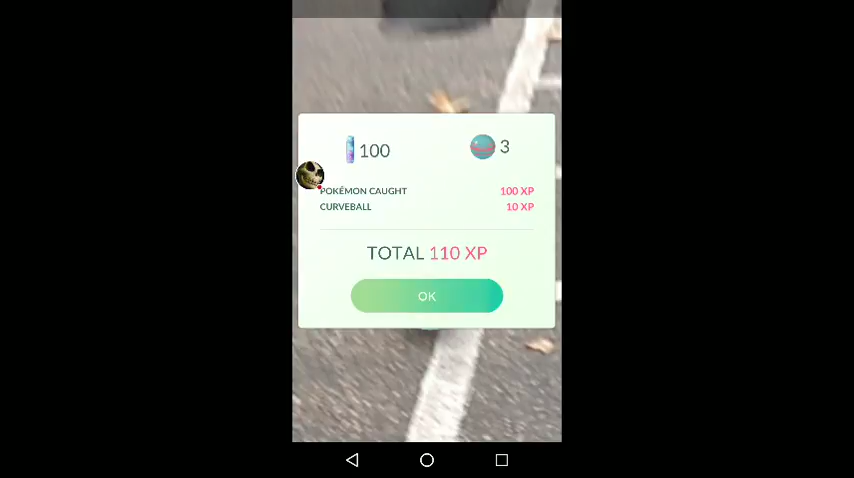 100
3
POKÉMON CAUGHT 100 XP
CURVEBALL 10 XP
TOTAL 110 XP
OK